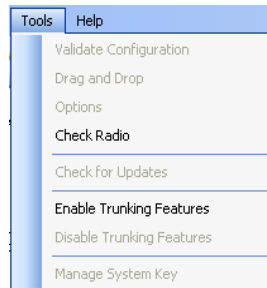 Tools Help
Validate Configuration
Drag and Drop
Options
Check Radio
Check for Updates
Enable Trunking Features
Disable Trunking Features
Manage System Key